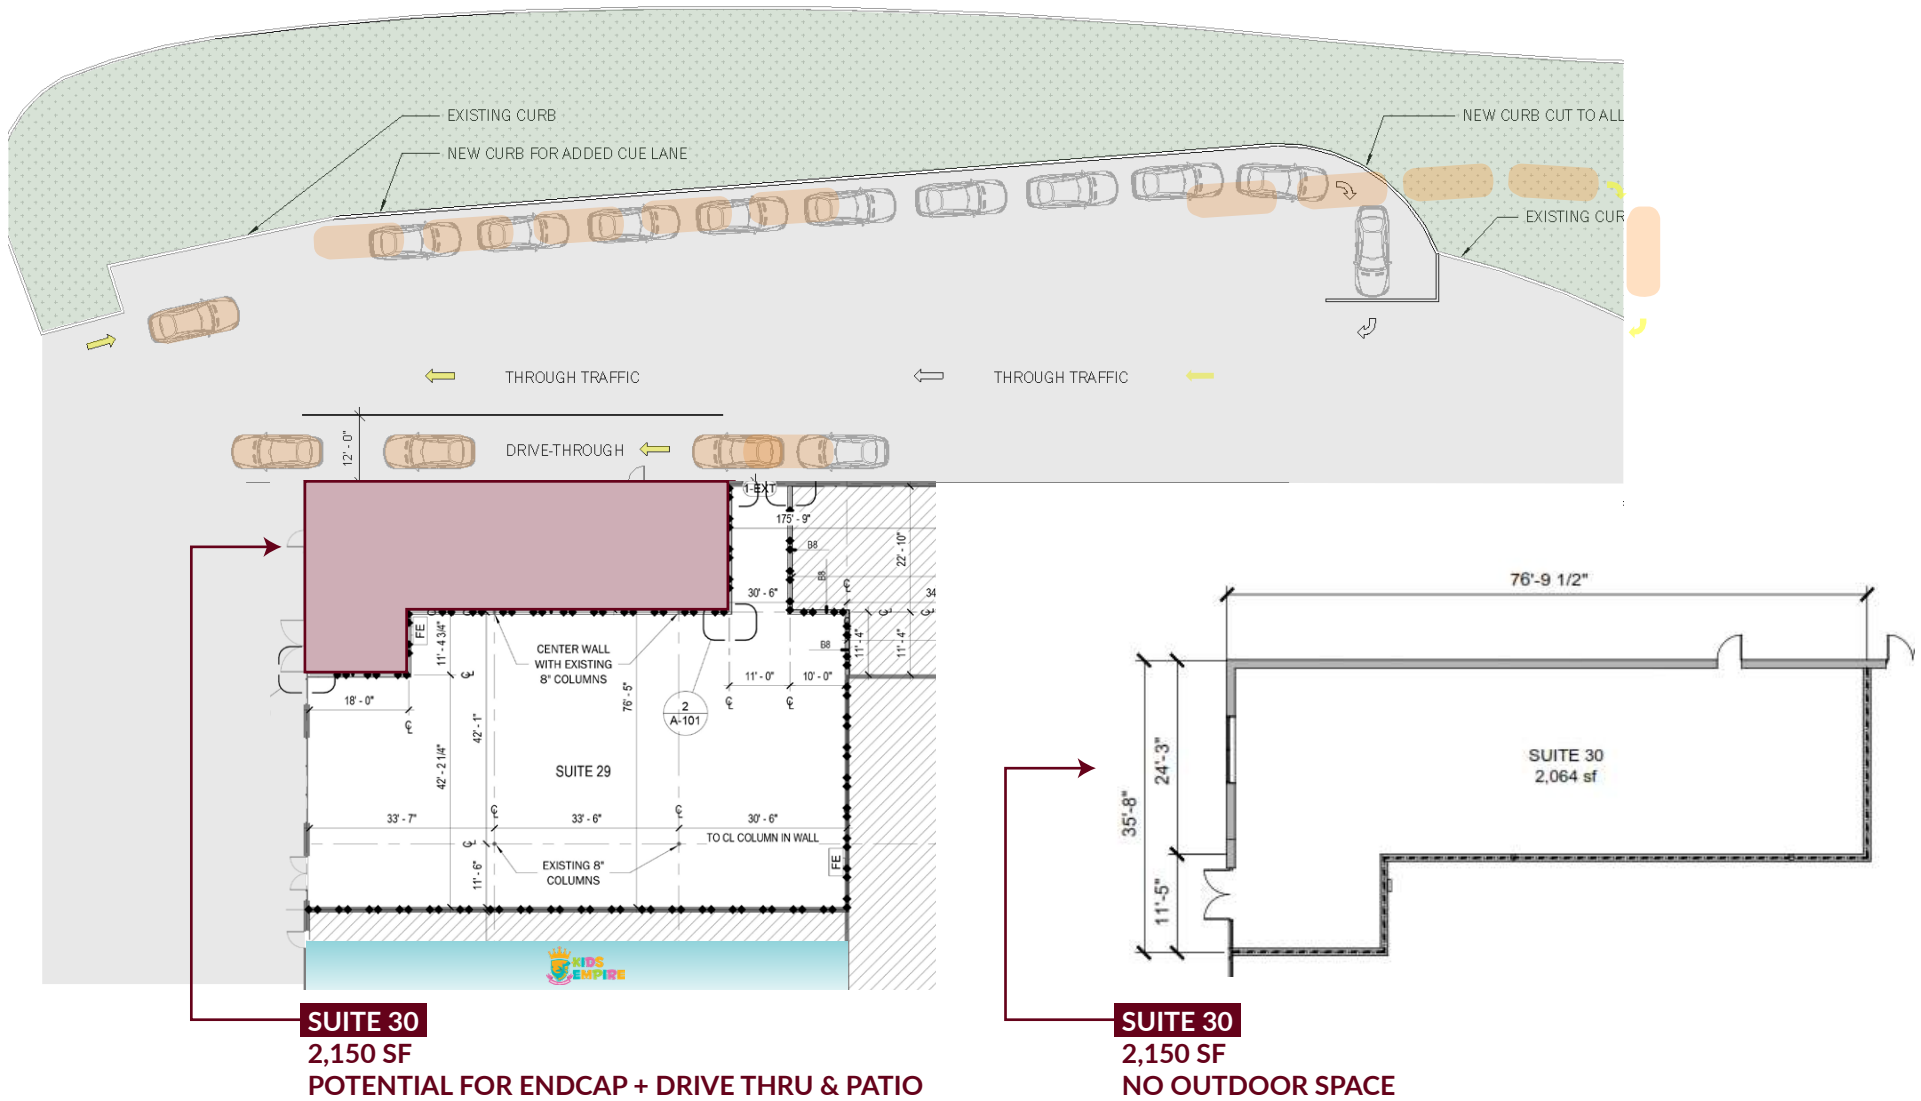 EXISTING CURB
NEW CURB CUT TO ALL
NEW CURB FOR ADDED CUE LANE
EXISTING CUR
THROUGH TRAFFIC
THROUGH TRAFFIC
12' - 0"
DRIVE-THROUGH
1-EXT
175' - 9"
B8
22' - 10"
B8
30' - 6"
34
FE
11' - 4 3/4"
CENTER WALL
WITH EXISTING
8" COLUMNS
B8
11' - 4"
11' - 4"
11' - 0"
10' - 0"
18' - 0"
76' - 5"
2
A-101
42' - 1"
42' - 2 1/4"
SUITE 29
33' - 7"
33' - 6"
30' - 6"
TO CL COLUMN IN WALL
EXISTING 8"
COLUMNS
11' - 6"
FE
KIDS
EMPIRE
76'-9 1/2"
24'-3"
35'-8"
11'-5"
SUITE 30
2,064 sf
SUITE 30
2,150 SF
POTENTIAL FOR ENDCAP + DRIVE THRU & PATIO
SUITE 30
2,150 SF
NO OUTDOOR SPACE